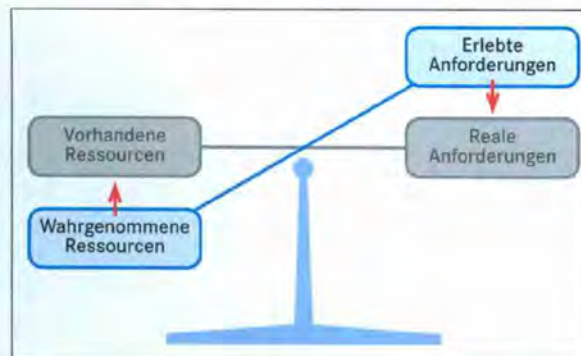 Erlebte
Anforderungen
Vorhandene
Ressourcen
Reale
Anforderungen
Wahrgenommene
Ressourcen